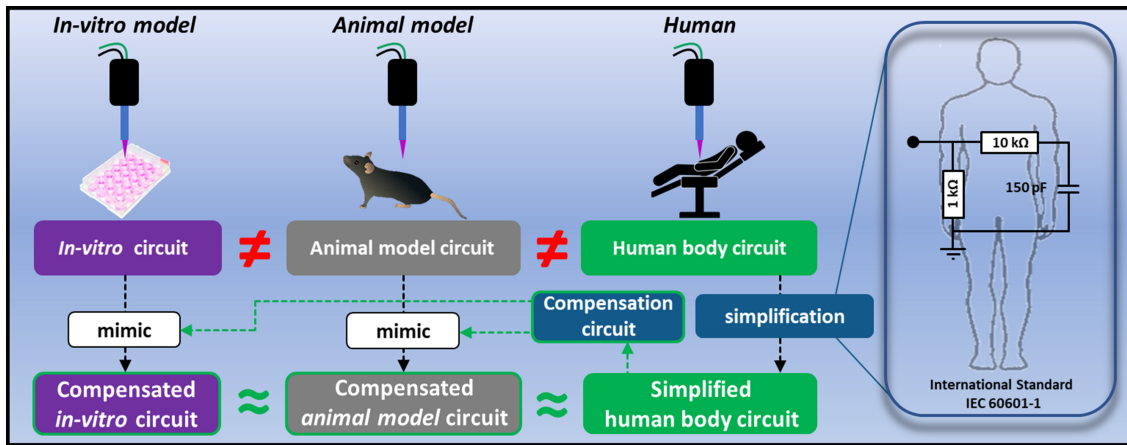 In-vitro model
Animal model
Human
In-vitro circuit
≠
Animal model circuit
≠
Human body circuit
mimic
mimic
Compensation
circuit
simplification
Compensated
in-vitro circuit
≈
Compensated
animal model circuit
≈
Simplified
human body circuit
10 kΩ
1 kΩ
150 pF
International Standard
IEC 60601-1